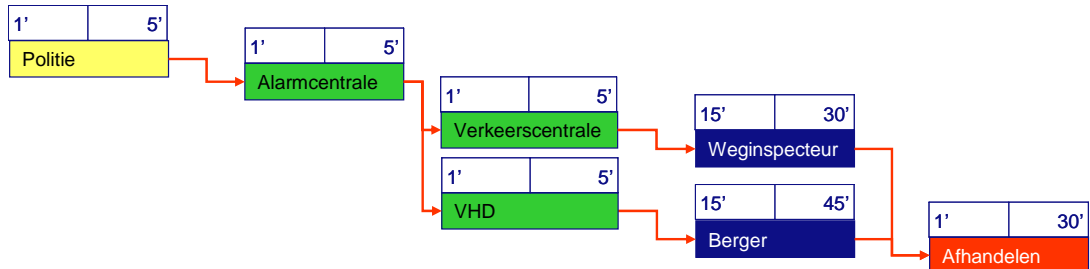 1’ 5’
Politie
1’ 5’
Alarmcentrale
1’ 5’
Verkeerscentrale
1’ 5’
VHD
15’ 30’
Weginspecteur
15’ 45’
Berger
1’ 30’
Afhandelen